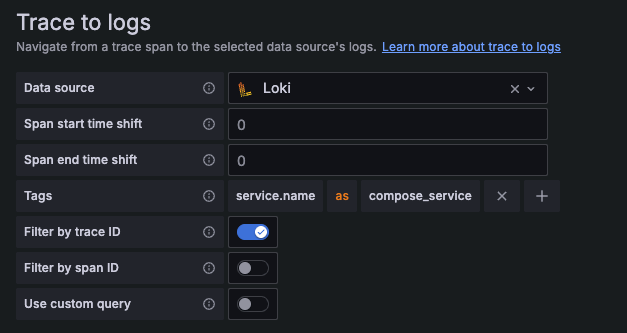 Trace to logs
Navigate from a trace span to the selected data source's logs. Learn more about trace to logs
Data source Loki
Span start time shift 0
Span end time shift 0
Tags service.name as compose_service
Filter by trace ID
Filter by span ID
Use custom query